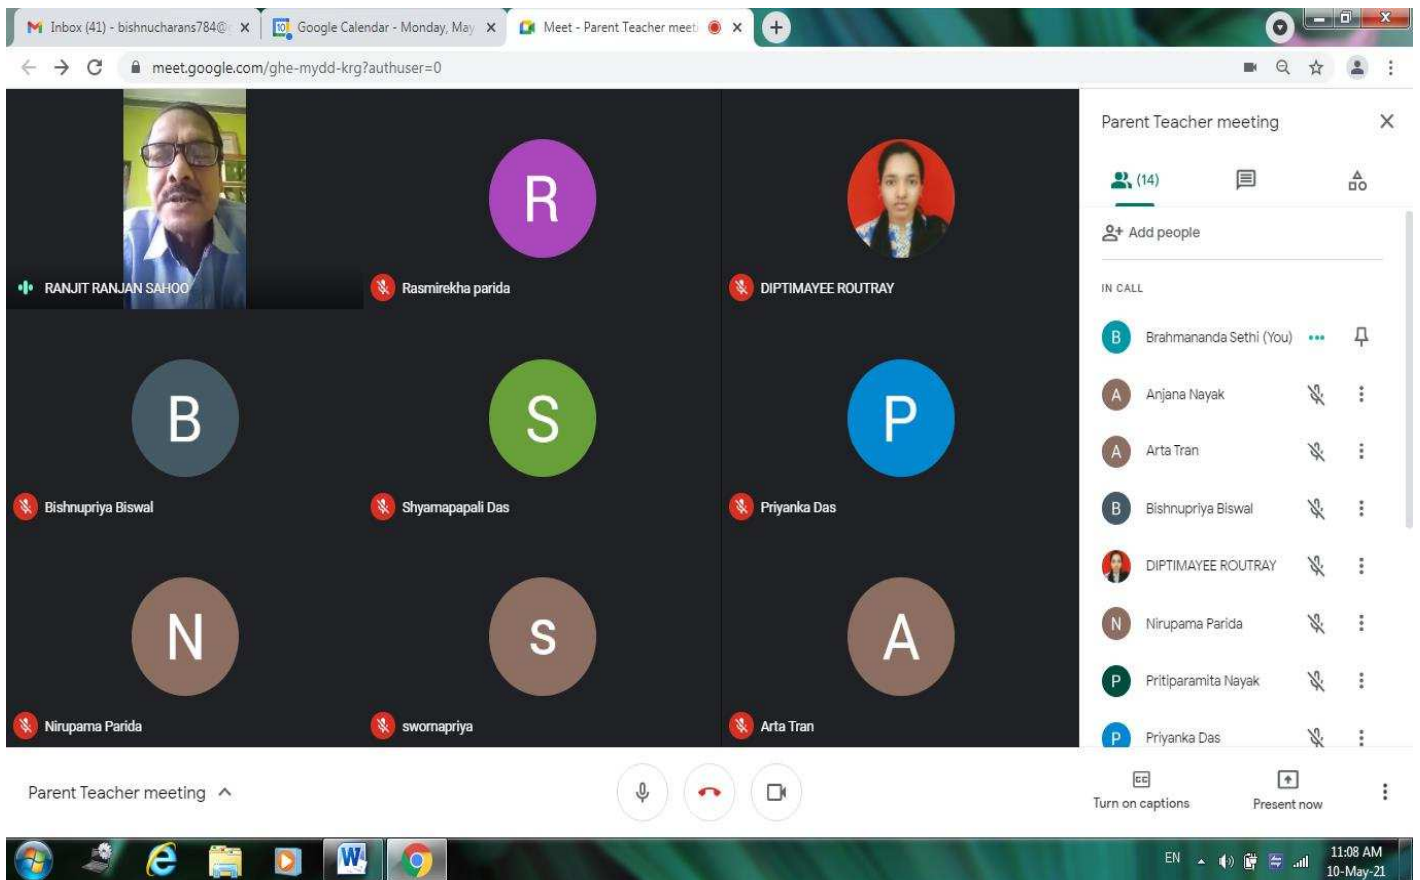 Inbox (41) - bishnucharans784@
Google Calendar - Monday, May
Meet - Parent Teacher meeti
meet.google.com/ghe-mydd-krg?authuser=0
RANJIT RANJAN SAHOO
R
Rasmirekha parida
DIPTIMAYEE ROUTRAY
B
Bishnupriya Biswal
S
Shyamapapali Das
P
Priyanka Das
N
Nirupama Parida
s
swornapriya
A
Arta Tran
Parent Teacher meeting
(14)
Add people
IN CALL
B Brahmananda Sethi (You)
A Anjana Nayak
A Arta Tran
B Bishnupriya Biswal
DIPTIMAYEE ROUTRAY
N Nirupama Parida
P Pritiparamita Nayak
P Priyanka Das
Parent Teacher meeting
CC
Turn on captions
Present now
W
EN
11:08 AM
10-May-21